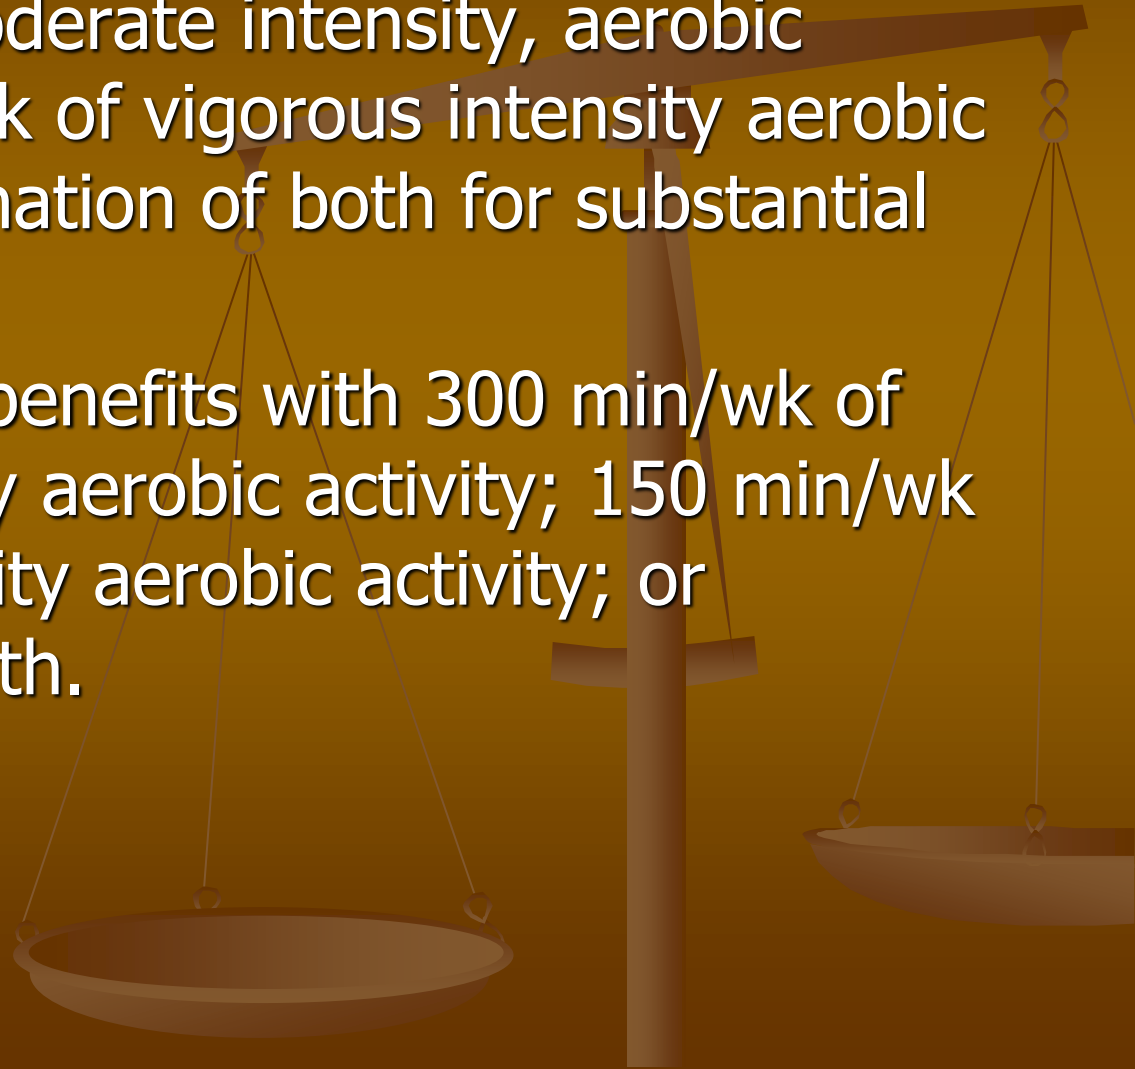 oderate intensity, aerobic
k of vigorous intensity aerobic
nation of both for substantial
benefits with 300 min/wk of
y aerobic activity; 150 min/wk
ity aerobic activity; or
th.